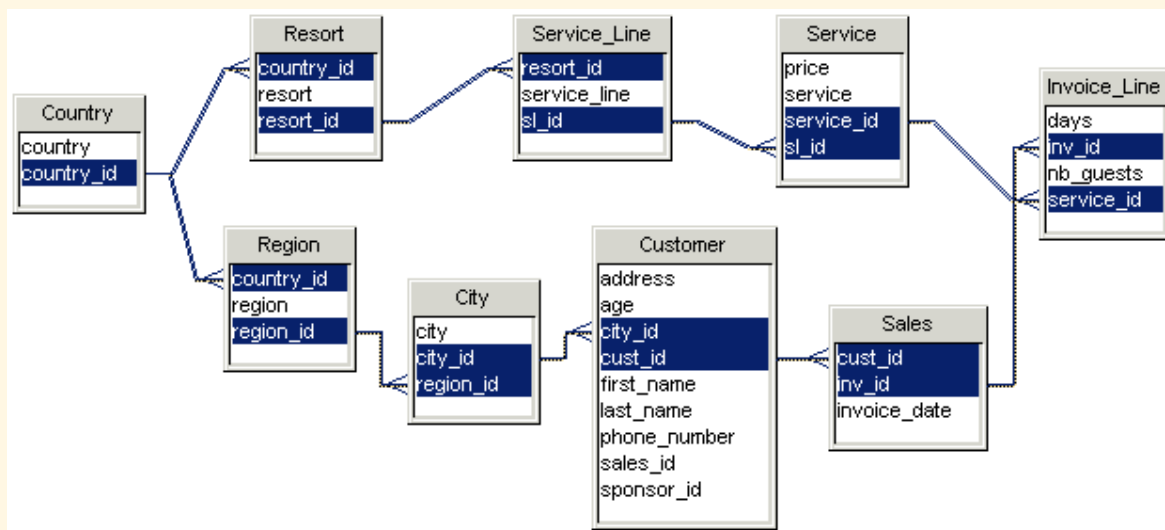 Country
country
country_id
Resort
country_id
resort
resort_id
Service_Line
resort_id
service_line
sl_id
Service
price
service
service_id
sl_id
Invoice_Line
days
inv_id
nb_guests
service_id
Region
country_id
region
region_id
City
city
city_id
region_id
Customer
address
age
city_id
cust_id
first_name
last_name
phone_number
sales_id
sponsor_id
Sales
cust_id
inv_id
invoice_date